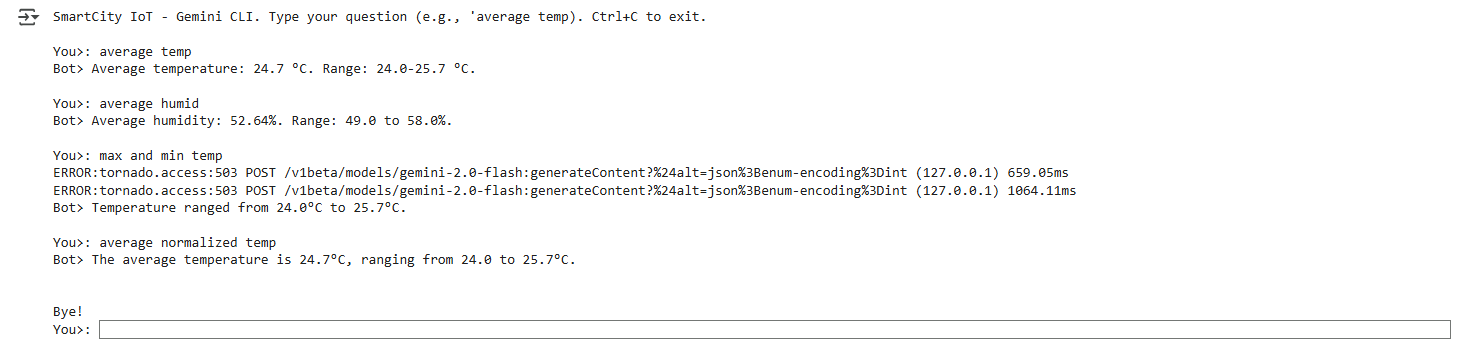 SmartCity IoT - Gemini CLI. Type your question (e.g., 'average temp). Ctrl+C to exit.
You>: average temp
Bot> Average temperature: 24.7 °C. Range: 24.0-25.7 °C.
You>: average humid
Bot> Average humidity: 52.64%. Range: 49.0 to 58.0%.
You>: max and min temp
ERROR:tornado.access:503 POST /v1beta/models/gemini-2.0-flash:generateContent?%24alt=json%3Benum-encoding%3Dint (127.0.0.1) 659.05ms
ERROR:tornado.access:503 POST /v1beta/models/gemini-2.0-flash:generateContent?%24alt=json%3Benum-encoding%3Dint (127.0.0.1) 1064.11ms
Bot> Temperature ranged from 24.0°C to 25.7°C.
You>: average normalized temp
Bot> The average temperature is 24.7°C, ranging from 24.0 to 25.7°C.
Bye!
You>: